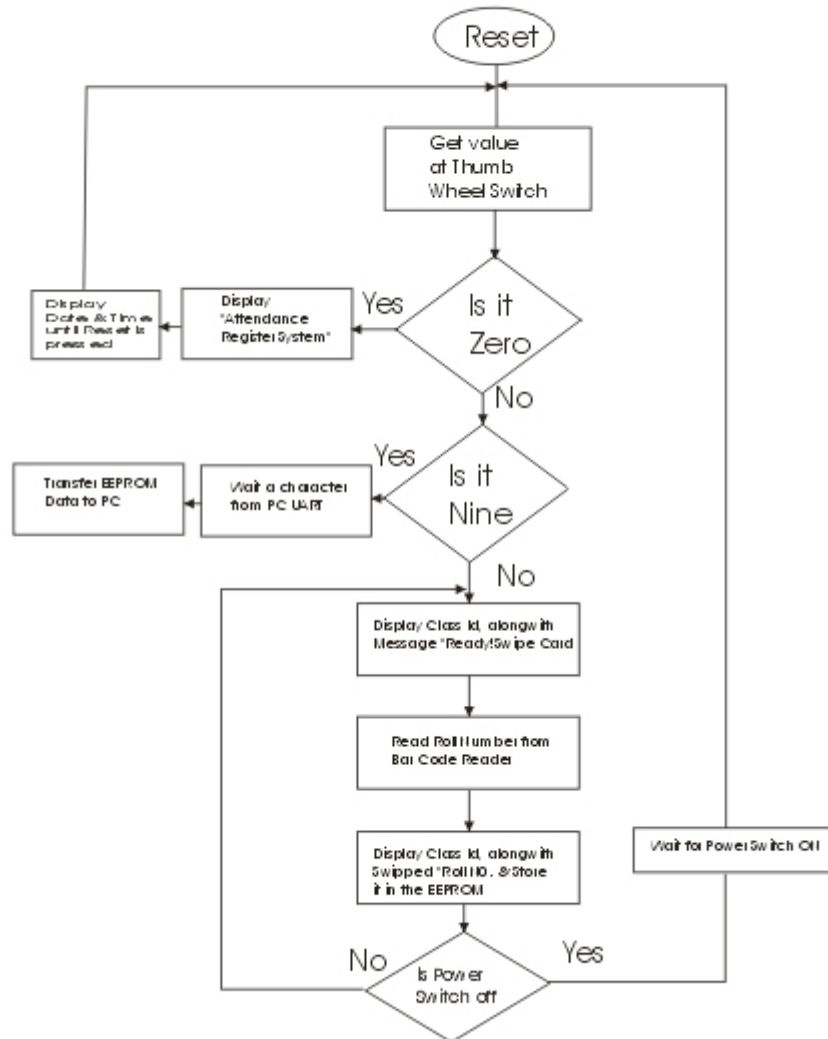 Reset
Get value
at Thumb
Wheel Switch
Is it
Zero
Yes
Display
"Attendance
Register System"
Display
Date & Time
until Reset is
pressed
No
Is it
Nine
Yes
Wait a character
from PC UART
Transfer EEPROM
Data to PC
No
Display Class Id, alongwith
Message "Ready!Swipe Card
Read Roll Number from
Bar Code Reader
Display Class Id, alongwith
Swipped "Roll N0. & Store
it in the EEPROM
Wait for Power Switch ON
Is Power
Switch off
No
Yes